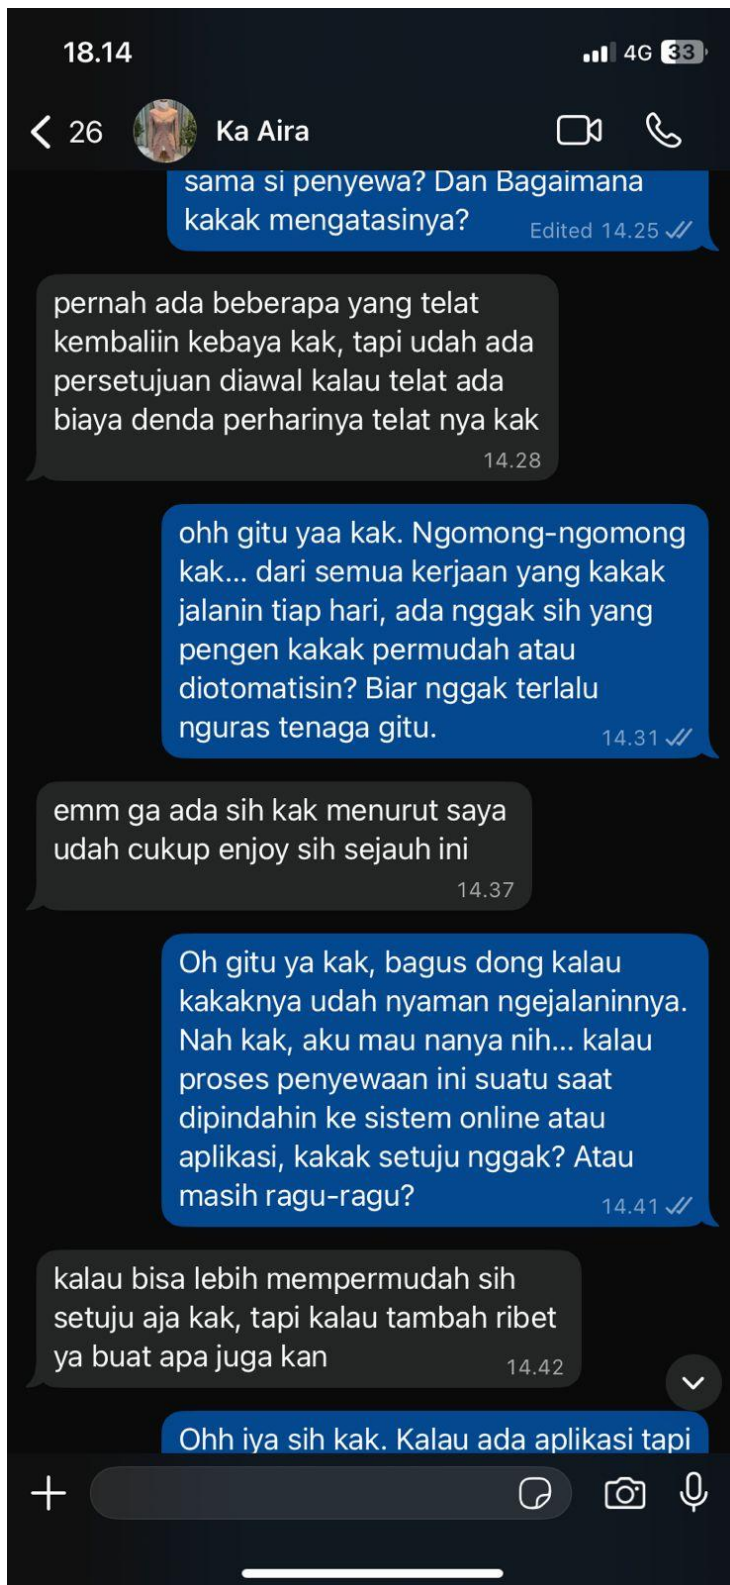 18.14
4G 33
26 Ka Aira
sama si penyewa? Dan Bagaimana
kakak mengatasinya?
Edited 14.25
pernah ada beberapa yang telat
kembaliin kebaya kak, tapi udah ada
persetujuan diawal kalau telat ada
biaya denda perharinya telat nya kak
14.28
ohh gitu yaa kak. Ngomong-ngomong
kak... dari semua kerjaan yang kakak
jalanin tiap hari, ada nggak sih yang
pengen kakak permudah atau
diotomatisin? Biar nggak terlalu
nguras tenaga gitu.
14.31
emm ga ada sih kak menurut saya
udah cukup enjoy sih sejauh ini
14.37
Oh gitu ya kak, bagus dong kalau
kakaknya udah nyaman ngejalaninnya.
Nah kak, aku mau nanya nih... kalau
proses penyewaan ini suatu saat
dipindahin ke sistem online atau
aplikasi, kakak setuju nggak? Atau
masih ragu-ragu?
14.41
kalau bisa lebih mempermudah sih
setuju aja kak, tapi kalau tambah ribet
ya buat apa juga kan
14.42
Ohh iya sih kak. Kalau ada aplikasi tapi